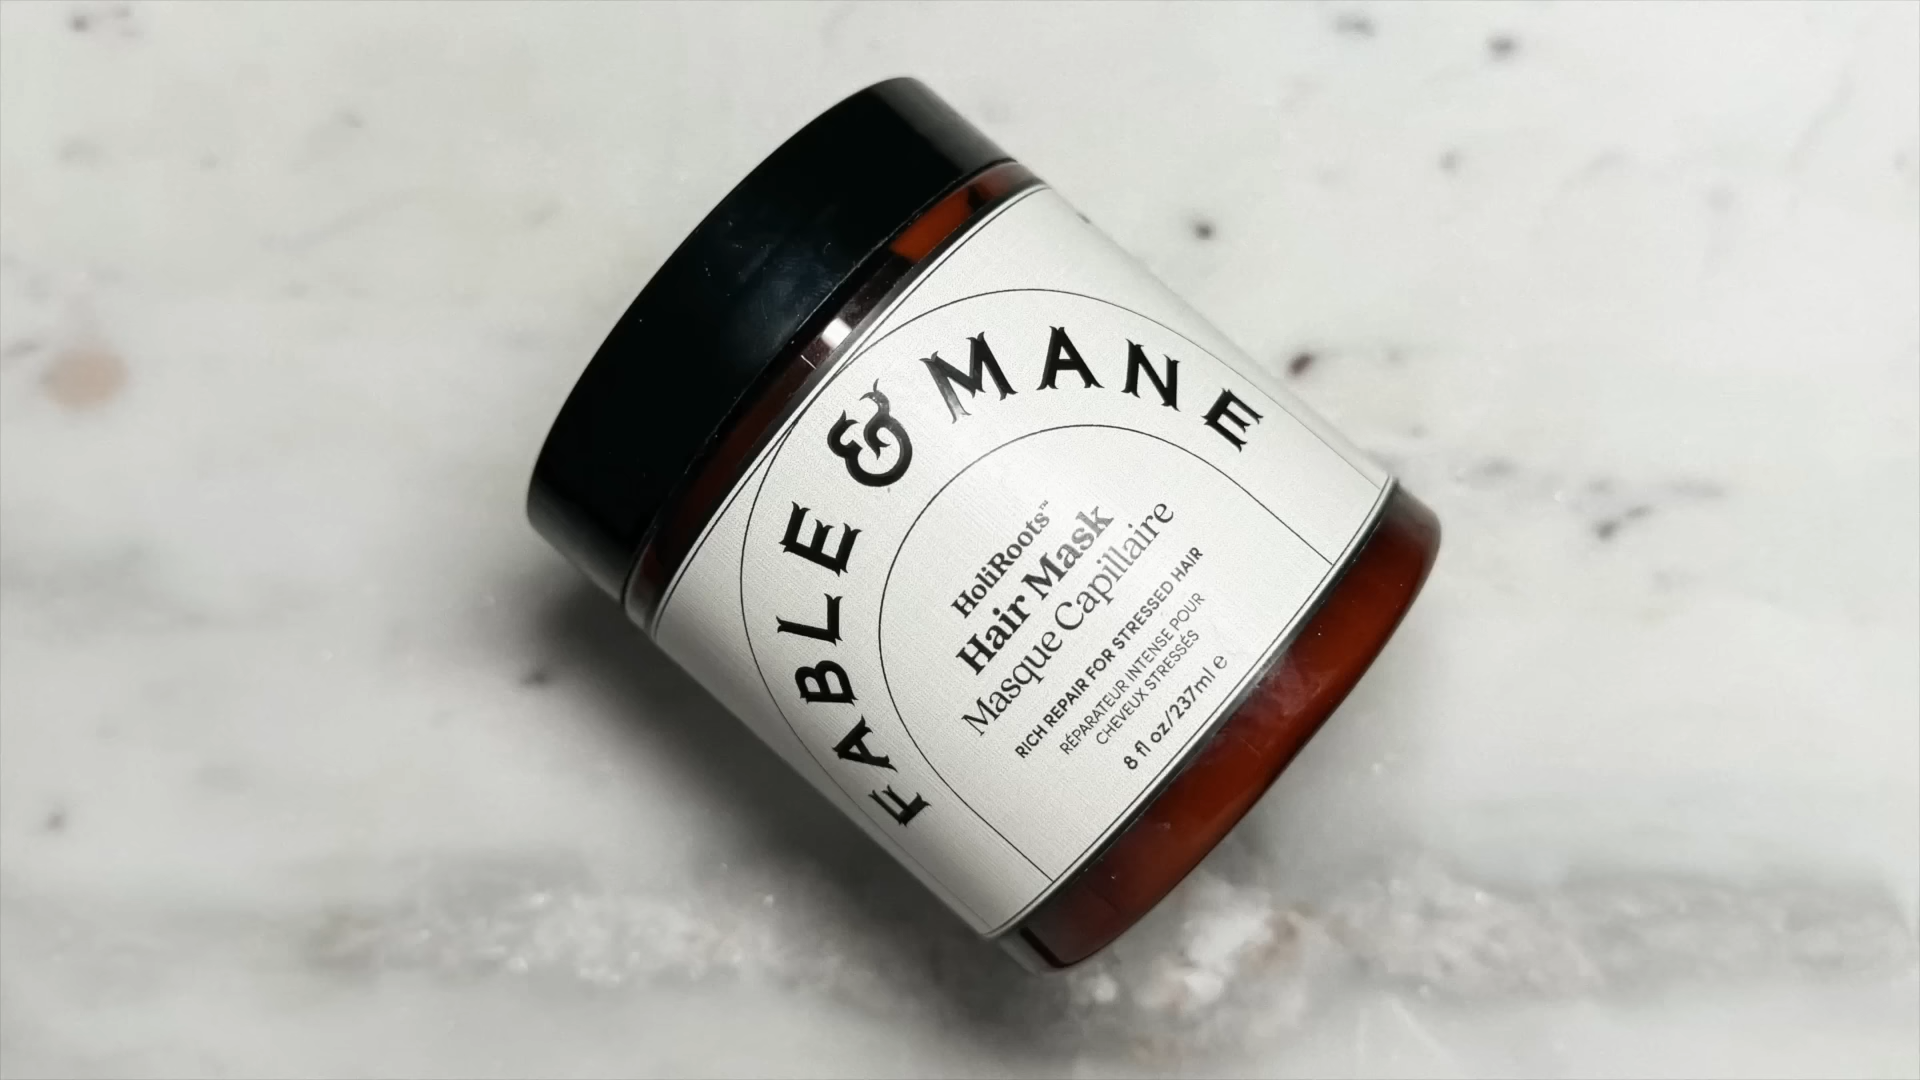 FABLE & MANE
HoliRoots™
Hair Mask
Masque Capillaire
RICH REPAIR FOR STRESSED HAIR
RÉPARATEUR INTENSE POUR
CHEVEUX STRESSÉS
8 fl oz/237ml e